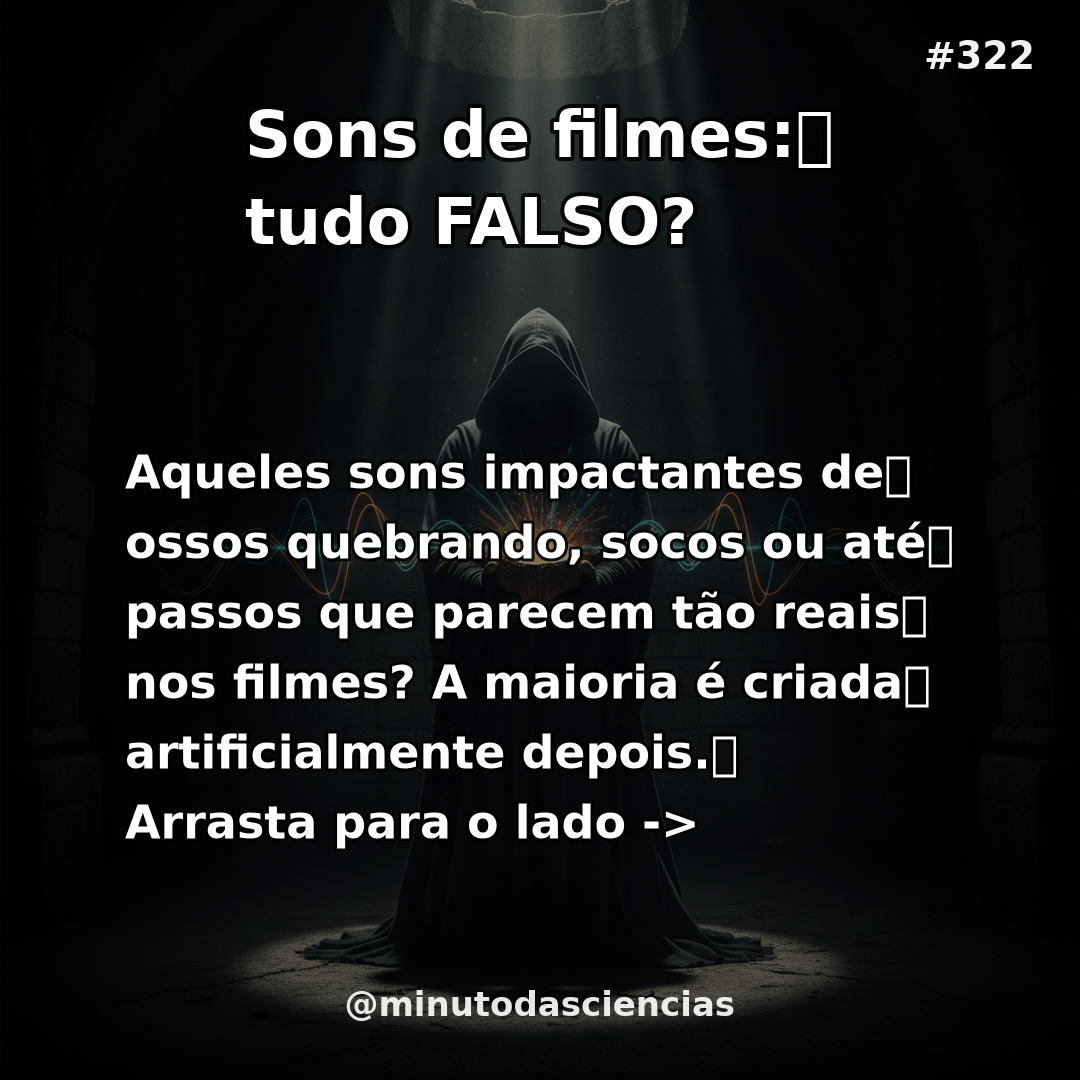 #322
Sons de filmes:
tudo FALSO?
Aqueles sons impactantes de
ossos quebrando, socos ou até
passos que parecem tão reais
nos filmes? A maioria é criada
artificialmente depois.
Arrasta para o lado ->
@minutodasciencias